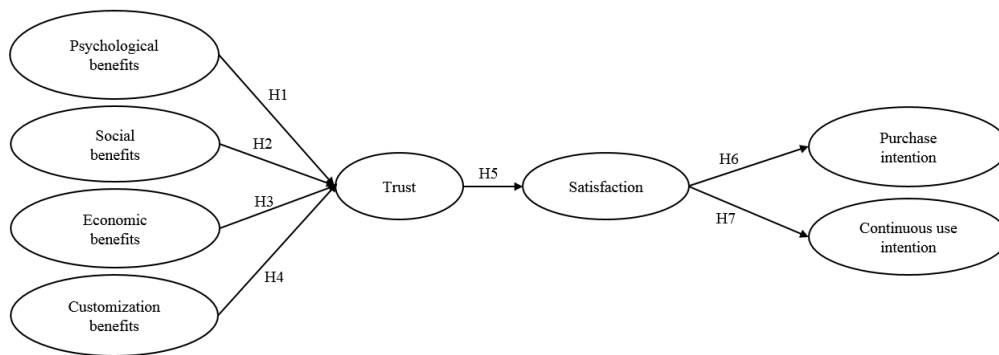 Psychological
benefits
H1
Social
benefits
H2
Economic
benefits
H3
Customization
benefits
H4
Trust
H5
Satisfaction
H6
H7
Purchase
intention
Continuous use
intention